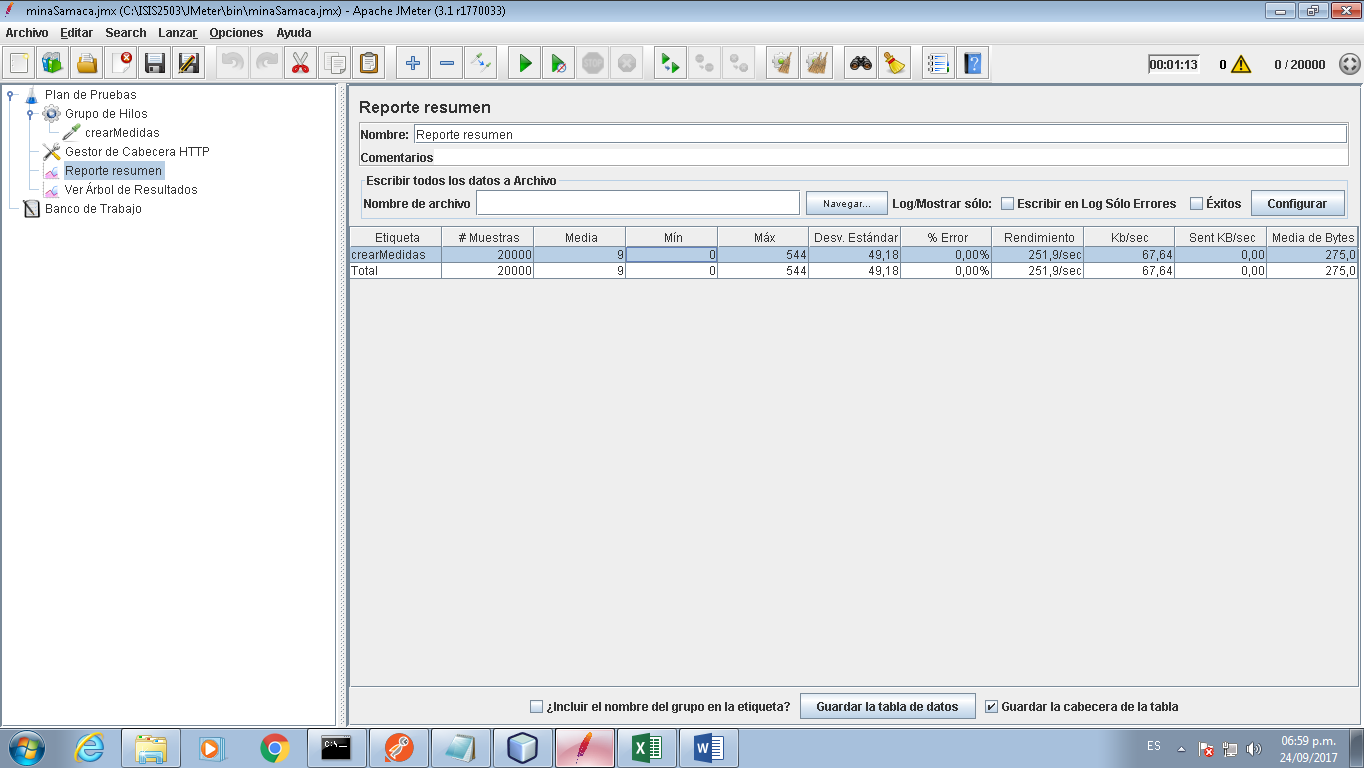 minaSamaca.jmx (C:\ISIS2503\JMeter\bin\minaSamaca.jmx) - Apache JMeter (3.1 r1770033)
Archivo Editar Search Lanzar Opciones Ayuda
00:01:13 0 0 / 20000
Plan de Pruebas
Grupo de Hilos
crearMedidas
Gestor de Cabecera HTTP
Reporte resumen
Ver Árbol de Resultados
Banco de Trabajo
Reporte resumen
Nombre: Reporte resumen
Comentarios
Escribir todos los datos a Archivo
Nombre de archivo Navegar... Log/Mostrar sólo: Escribir en Log Sólo Errores Éxitos Configurar
Etiqueta # Muestras Media Mín Máx Desv. Estándar % Error Rendimiento Kb/sec Sent KB/sec Media de Bytes
crearMedidas 20000 9 0 544 49,18 0,00% 251,9/sec 67,64 0,00 275,0
Total 20000 9 0 544 49,18 0,00% 251,9/sec 67,64 0,00 275,0
¿Incluir el nombre del grupo en la etiqueta? Guardar la tabla de datos Guardar la cabecera de la tabla
C:\
ES
06:59 p.m.
24/09/2017